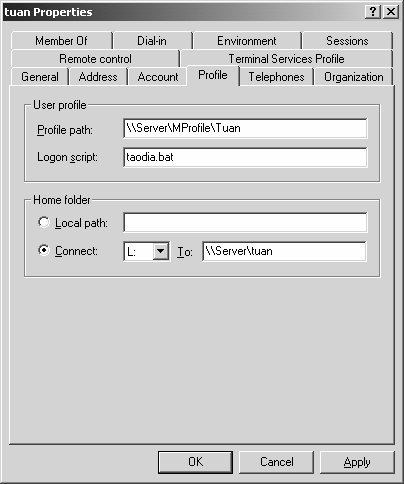 tuan Properties
Member Of Dial-in Environment Sessions
Remote control Terminal Services Profile
General Address Account Profile Telephones Organization
User profile
Profile path: \\Server\MProfile\Tuan
Logon script: taodia.bat
Home folder
Local path:
Connect: L: To: \\Server\tuan
OK Cancel Apply